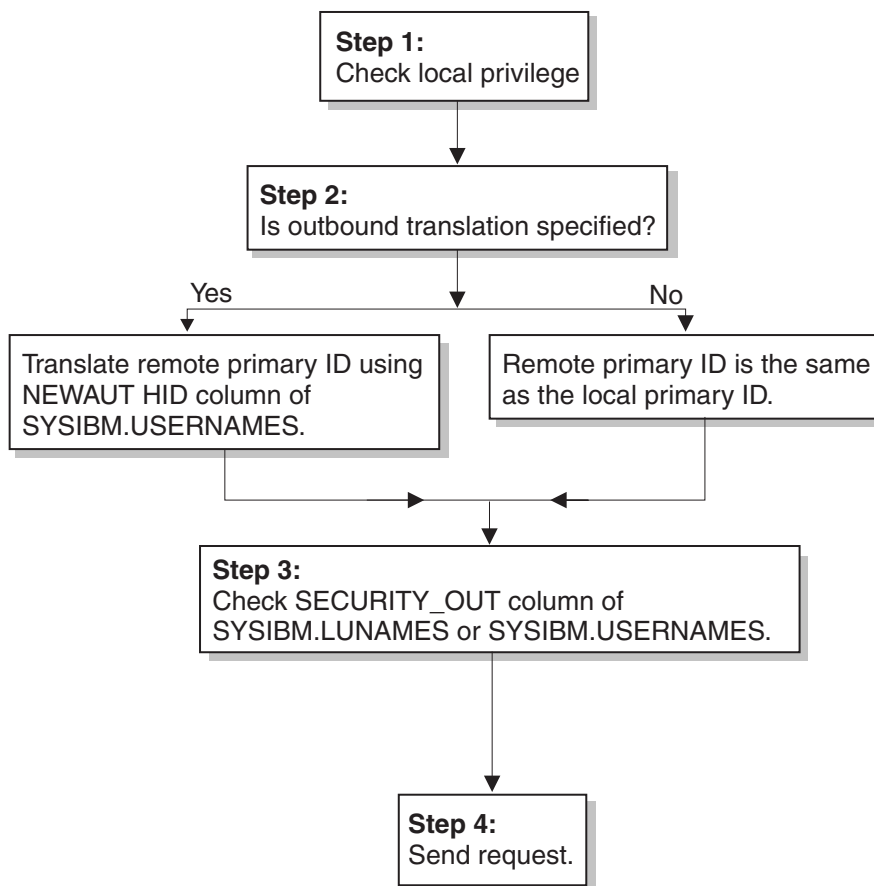 Step 1:
Check local privilege
Step 2:
Is outbound translation specified?
Yes
No
Translate remote primary ID using
NEWAUT HID column of
SYSIBM.USERNAMES.
Remote primary ID is the same
as the local primary ID.
Step 3:
Check SECURITY_OUT column of
SYSIBM.LUNAMES or SYSIBM.USERNAMES.
Step 4:
Send request.